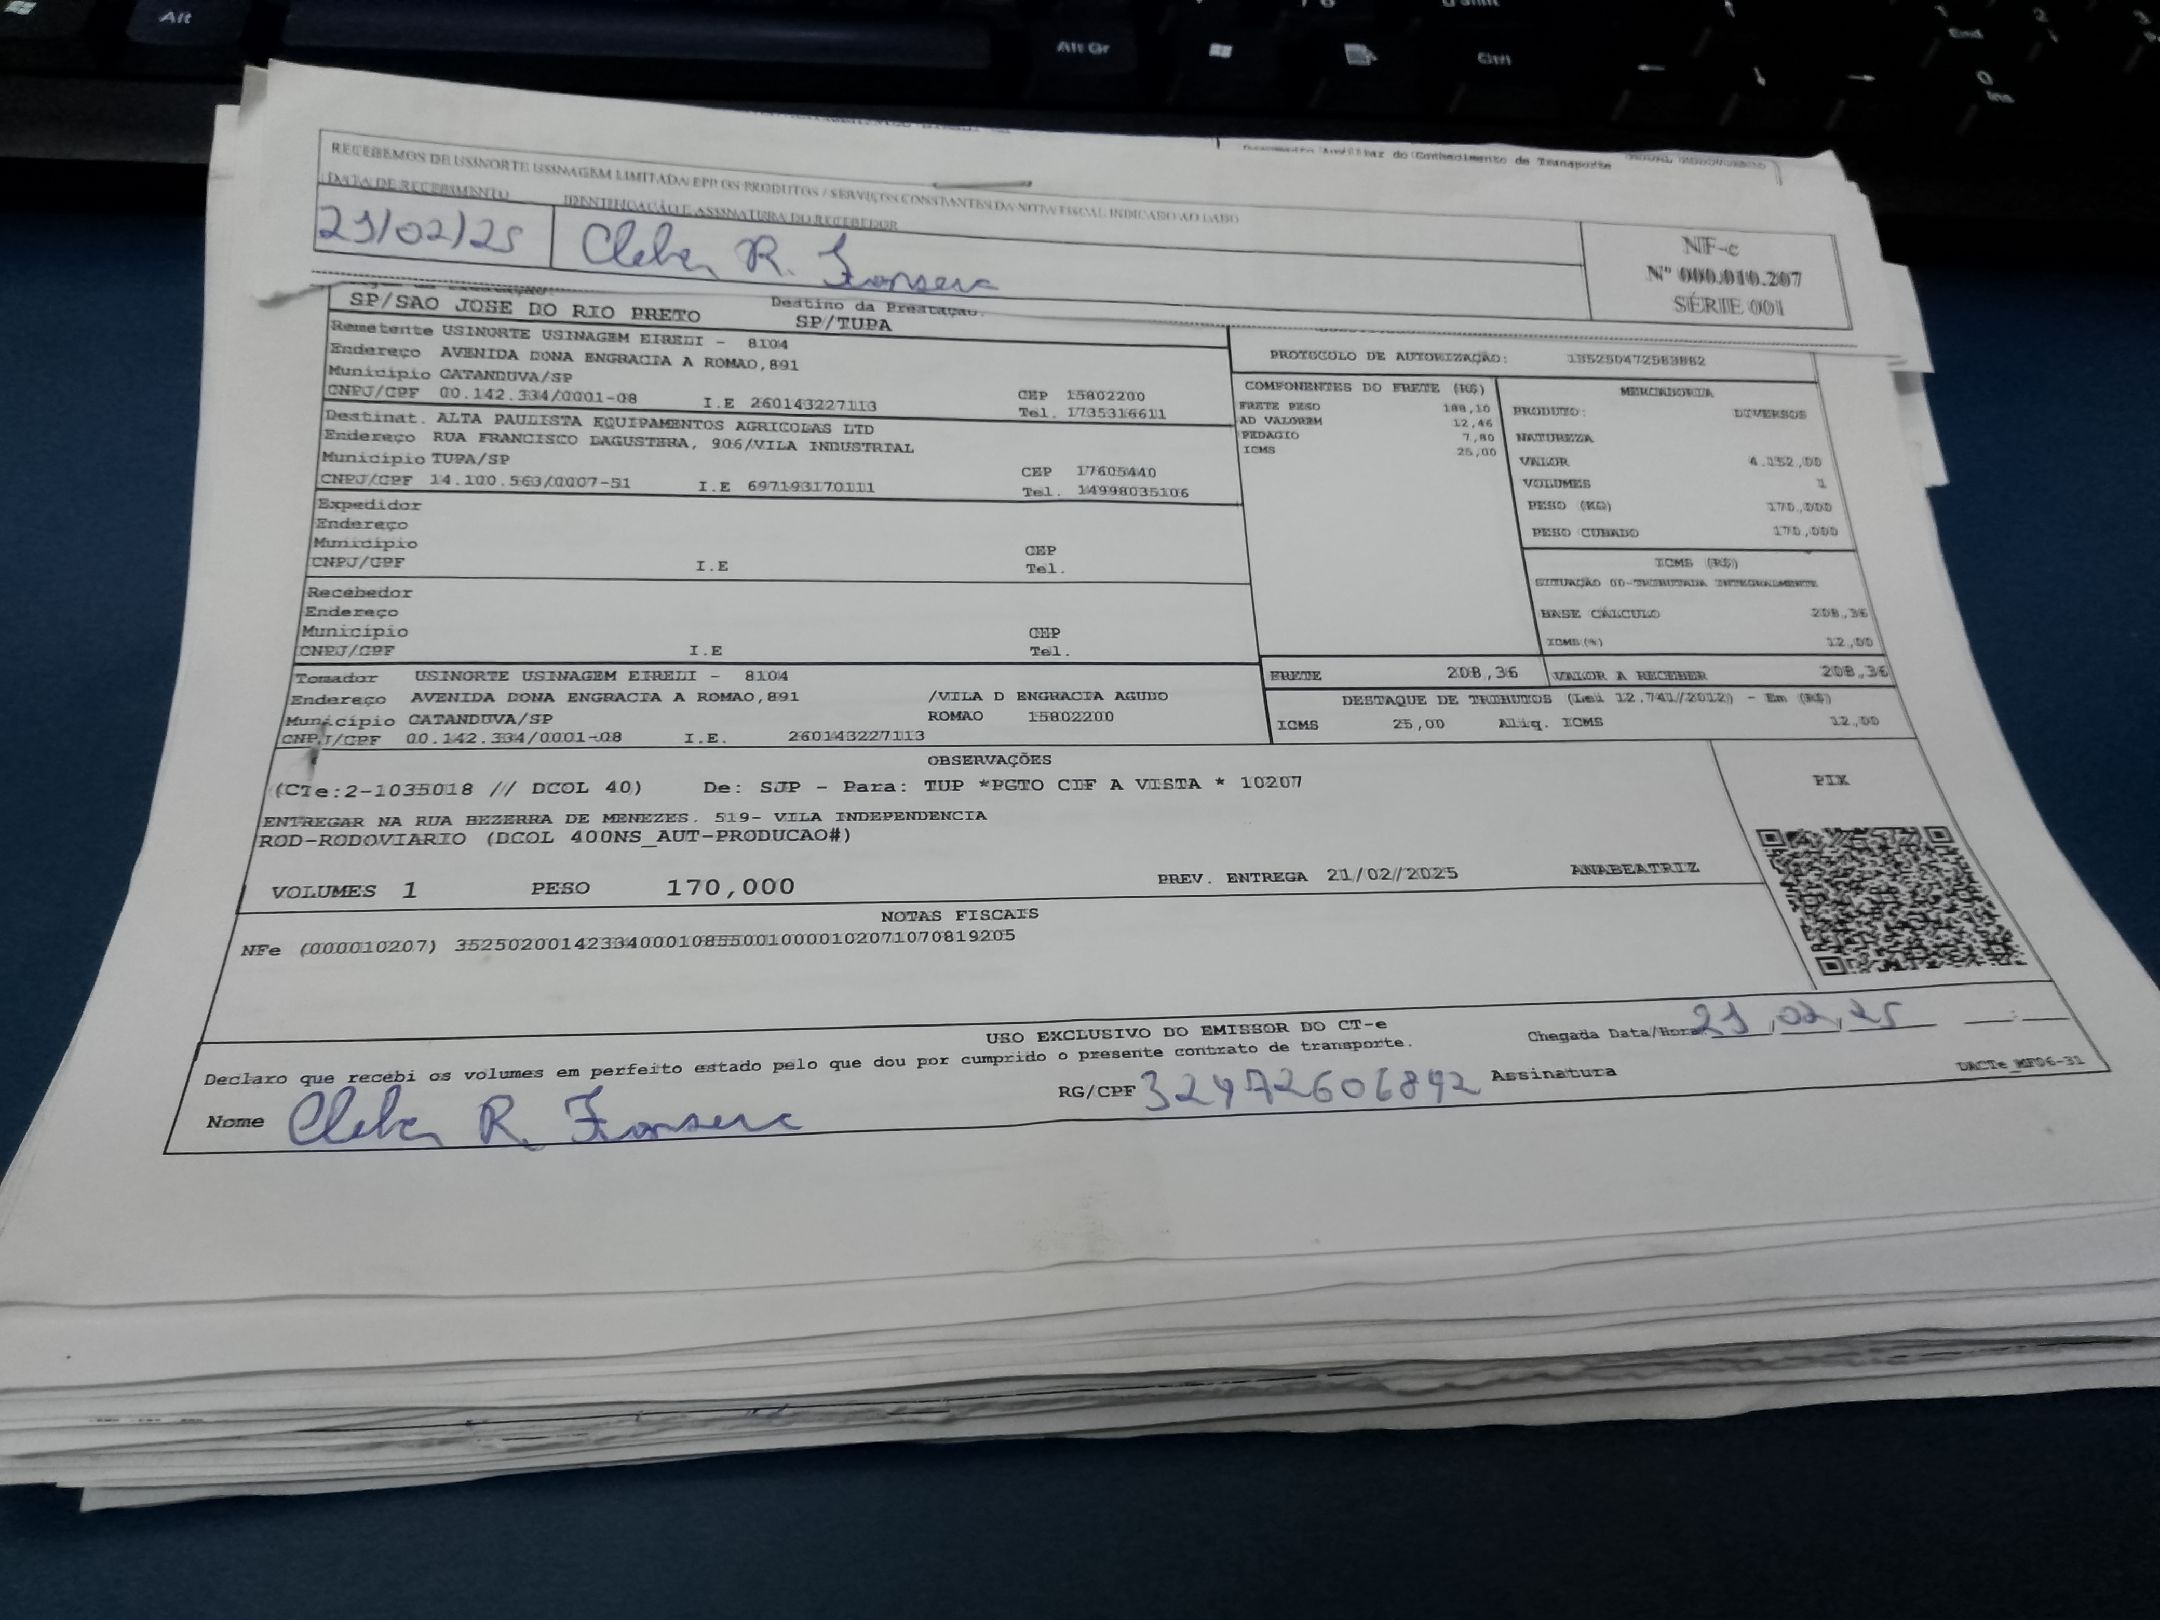 Alt
Alt Gr
Ctrl
End
Ins
Documento Auxiliar do Conhecimento de Transporte
RECEBEMOS DE USINORTE USINAGEM LIMITADA EPP OS PRODUTOS / SERVIÇOS CONSTANTES DA NOTA FISCAL INDICADO AO LADO
DATA DE RECEBIMENTO IDENTIFICAÇÃO E ASSINATURA DO RECEBEDOR
21/02/25 Cleber R. Fonseca
NF-e
Nº 000.010.207
SÉRIE 001
SP/SAO JOSE DO RIO PRETO
Destino da Prestação.
SP/TUPA
Remetente USINORTE USINAGEM EIRELI - 8104
Endereço AVENIDA DONA ENGRACIA A ROMAO,891
Município CATANDUVA/SP CEP 15802200
CNPJ/CPF 00.142.334/0001-08 I.E 260143227113 Tel. 1735316611
Destinat. ALTA PAULISTA EQUIPAMENTOS AGRICOLAS LTD
Endereço RUA FRANCISCO DAGUSTERA, 906/VILA INDUSTRIAL
Município TUPA/SP CEP 17605440
CNPJ/CPF 14.100.563/0007-51 I.E 697193170111 Tel. 14998035106
Expedidor
Endereço
Município CEP
CNPJ/CPF I.E Tel.
Recebedor
Endereço
Município CEP
CNPJ/CPF I.E Tel.
Tomador USINORTE USINAGEM EIRELI - 8104
Endereço AVENIDA DONA ENGRACIA A ROMAO,891 /VILA D ENGRACIA AGUDO
Município CATANDUVA/SP ROMAO 15802200
CNPJ/CPF 00.142.334/0001-08 I.E. 260143227113
PROTOCOLO DE AUTORIZAÇÃO: 135250472583882
COMPONENTES DO FRETE (R$)
FRETE PESO 188,10
AD VALOREM 12,46
PEDAGIO 7,80
ICMS 25,00
MERCADORIA
PRODUTO: DIVERSOS
NATUREZA
VALOR 4.152,00
VOLUMES 1
PESO (KG) 170,000
PESO CUBADO 170,000
ICMS (R$)
SITUAÇÃO 00-TRIBUTADA INTEGRALMENTE
BASE CÁLCULO 208,36
ICMS(%) 12,00
FRETE 208,36 VALOR A RECEBER 208,36
DESTAQUE DE TRIBUTOS (Lei 12.741/2012) - Em (R$)
ICMS 25,00 Aliq. ICMS 12,00
OBSERVAÇÕES
(CTe:2-1035018 // DCOL 40) De: SJP - Para: TUP *PGTO CIF A VISTA * 10207
ENTREGAR NA RUA BEZERRA DE MENEZES. 519- VILA INDEPENDENCIA
ROD-RODOVIARIO (DCOL 400NS_AUT-PRODUCAO#)
VOLUMES 1 PESO 170,000 PREV. ENTREGA 21/02/2025 ANABEATRIZ
PIX
NOTAS FISCAIS
NFe (000010207) 35250200142334000108550010000102071070819205
USO EXCLUSIVO DO EMISSOR DO CT-e
Declaro que recebi os volumes em perfeito estado pelo que dou por cumprido o presente contrato de transporte.
Chegada Data/Hora 21,02,25 :
Nome Cleber R. Fonseca RG/CPF 32472606842 Assinatura
DACTe_MF06-31